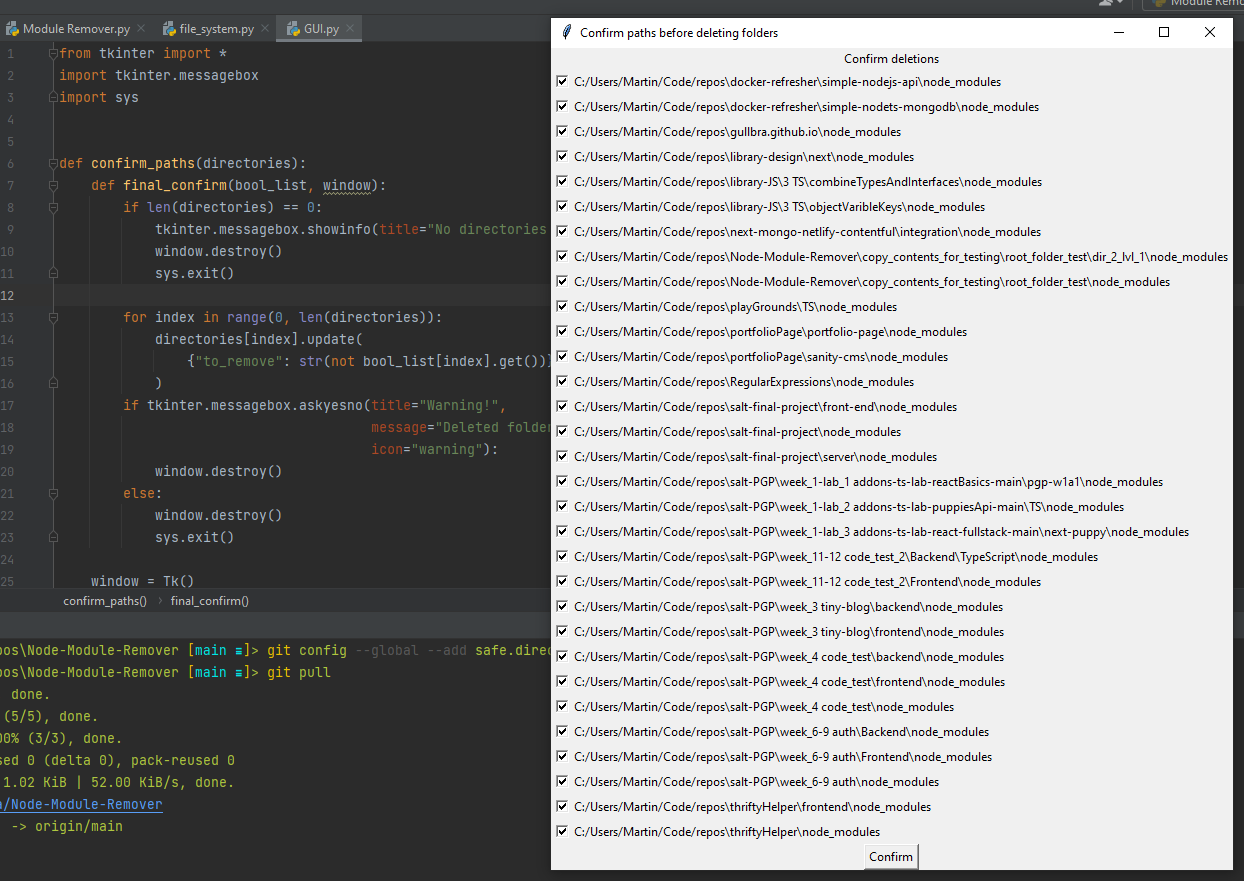 Module Remo
Module Remover.py
file_system.py
GUI.py
1 from tkinter import *
2 import tkinter.messagebox
3 import sys
4
5
6 def confirm_paths(directories):
7 def final_confirm(bool_list, window):
8 if len(directories) == 0:
9 tkinter.messagebox.showinfo(title="No directories
10 window.destroy()
11 sys.exit()
12
13 for index in range(0, len(directories)):
14 directories[index].update(
15 {"to_remove": str(not bool_list[index].get())}
16 )
17 if tkinter.messagebox.askyesno(title="Warning!",
18 message="Deleted folder
19 icon="warning"):
20 window.destroy()
21 else:
22 window.destroy()
23 sys.exit()
24
25 window = Tk()
confirm_paths() › final_confirm()
pos\Node-Module-Remover [main ≡]> git config --global --add safe.direc
pos\Node-Module-Remover [main ≡]> git pull
done.
(5/5), done.
00% (3/3), done.
sed 0 (delta 0), pack-reused 0
1.02 KiB | 52.00 KiB/s, done.
a/Node-Module-Remover
-> origin/main
Confirm paths before deleting folders
Confirm deletions
C:/Users/Martin/Code/repos\docker-refresher\simple-nodejs-api\node_modules
C:/Users/Martin/Code/repos\docker-refresher\simple-nodets-mongodb\node_modules
C:/Users/Martin/Code/repos\gullbra.github.io\node_modules
C:/Users/Martin/Code/repos\library-design\next\node_modules
C:/Users/Martin/Code/repos\library-JS\3 TS\combineTypesAndInterfaces\node_modules
C:/Users/Martin/Code/repos\library-JS\3 TS\objectVaribleKeys\node_modules
C:/Users/Martin/Code/repos\next-mongo-netlify-contentful\integration\node_modules
C:/Users/Martin/Code/repos\Node-Module-Remover\copy_contents_for_testing\root_folder_test\dir_2_lvl_1\node_modules
C:/Users/Martin/Code/repos\Node-Module-Remover\copy_contents_for_testing\root_folder_test\node_modules
C:/Users/Martin/Code/repos\playGrounds\TS\node_modules
C:/Users/Martin/Code/repos\portfolioPage\portfolio-page\node_modules
C:/Users/Martin/Code/repos\portfolioPage\sanity-cms\node_modules
C:/Users/Martin/Code/repos\RegularExpressions\node_modules
C:/Users/Martin/Code/repos\salt-final-project\front-end\node_modules
C:/Users/Martin/Code/repos\salt-final-project\node_modules
C:/Users/Martin/Code/repos\salt-final-project\server\node_modules
C:/Users/Martin/Code/repos\salt-PGP\week_1-lab_1 addons-ts-lab-reactBasics-main\pgp-w1a1\node_modules
C:/Users/Martin/Code/repos\salt-PGP\week_1-lab_2 addons-ts-lab-puppiesApi-main\TS\node_modules
C:/Users/Martin/Code/repos\salt-PGP\week_1-lab_3 addons-ts-lab-react-fullstack-main\next-puppy\node_modules
C:/Users/Martin/Code/repos\salt-PGP\week_11-12 code_test_2\Backend\TypeScript\node_modules
C:/Users/Martin/Code/repos\salt-PGP\week_11-12 code_test_2\Frontend\node_modules
C:/Users/Martin/Code/repos\salt-PGP\week_3 tiny-blog\backend\node_modules
C:/Users/Martin/Code/repos\salt-PGP\week_3 tiny-blog\frontend\node_modules
C:/Users/Martin/Code/repos\salt-PGP\week_4 code_test\backend\node_modules
C:/Users/Martin/Code/repos\salt-PGP\week_4 code_test\frontend\node_modules
C:/Users/Martin/Code/repos\salt-PGP\week_4 code_test\node_modules
C:/Users/Martin/Code/repos\salt-PGP\week_6-9 auth\Backend\node_modules
C:/Users/Martin/Code/repos\salt-PGP\week_6-9 auth\Frontend\node_modules
C:/Users/Martin/Code/repos\salt-PGP\week_6-9 auth\node_modules
C:/Users/Martin/Code/repos\thriftyHelper\frontend\node_modules
C:/Users/Martin/Code/repos\thriftyHelper\node_modules
Confirm